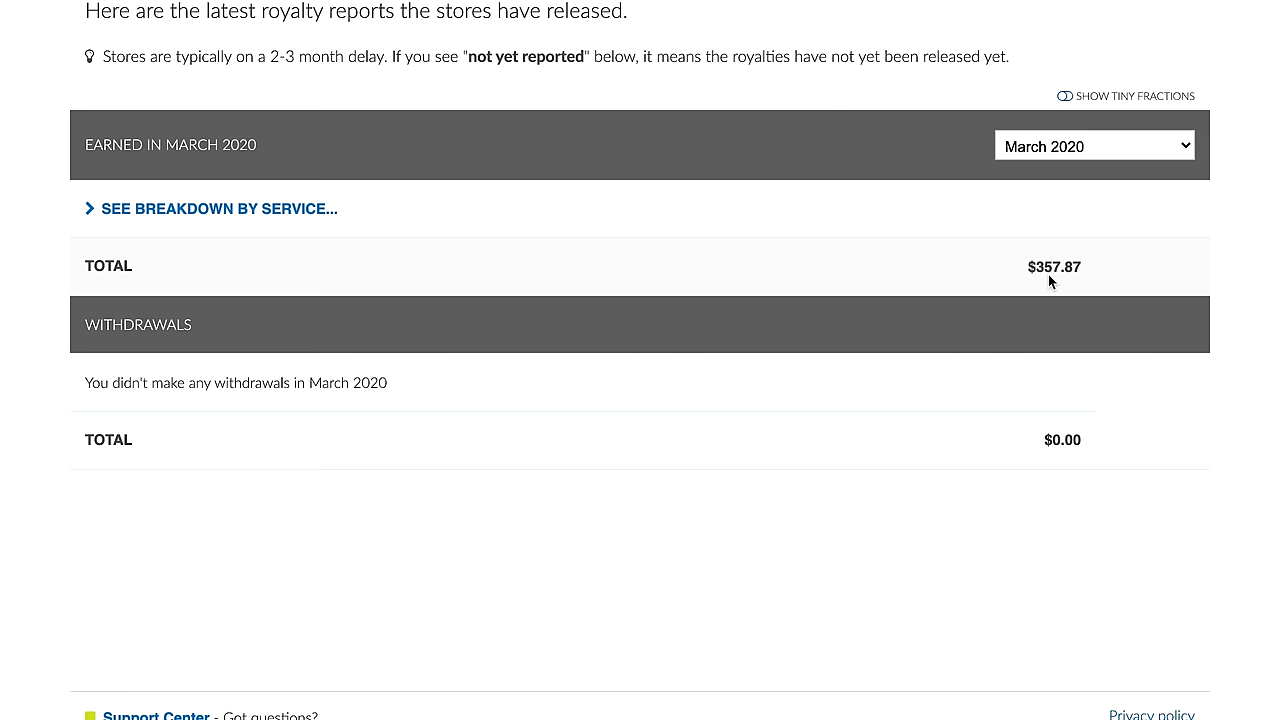 Here are the latest royalty reports the stores have released.
Stores are typically on a 2-3 month delay. If you see "not yet reported" below, it means the royalties have not yet been released yet.
SHOW TINY FRACTIONS
EARNED IN MARCH 2020
March 2020
SEE BREAKDOWN BY SERVICE...
TOTAL $357.87
WITHDRAWALS
You didn't make any withdrawals in March 2020
TOTAL $0.00
Support Center - Got questions? Privacy policy